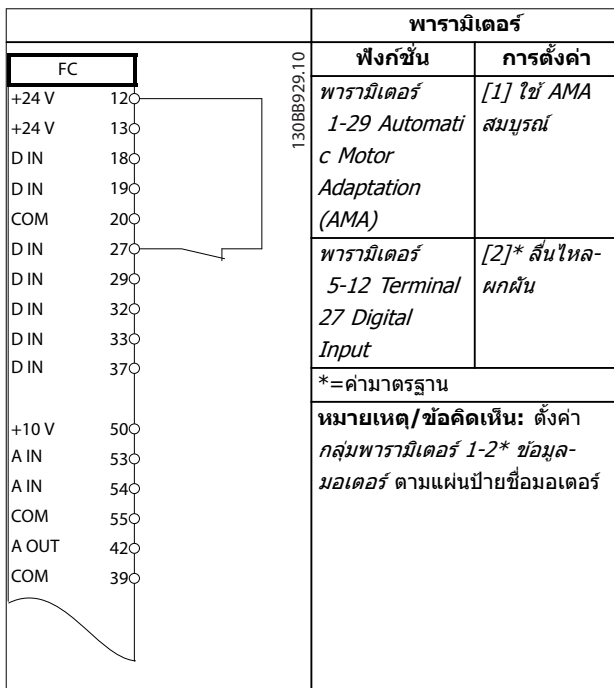 FC
+24 V 12
+24 V 13
D IN 18
D IN 19
COM 20
D IN 27
D IN 29
D IN 32
D IN 33
D IN 37
+10 V 50
A IN 53
A IN 54
COM 55
A OUT 42
COM 39
130BB929.10
พารามิเตอร์
ฟังก์ชั่น การตั้งค่า
พารามิเตอร์
1-29 Automati
c Motor
Adaptation
(AMA)
[1] ใช้ AMA
สมบูรณ์
พารามิเตอร์
5-12 Terminal
27 Digital
Input
[2]* ลื่นไหล-
ผกผัน
*=ค่ามาตรฐาน
หมายเหตุ/ข้อคิดเห็น: ตั้งค่า
กลุ่มพารามิเตอร์ 1-2* ข้อมูล-
มอเตอร์ ตามแผ่นป้ายชื่อมอเตอร์